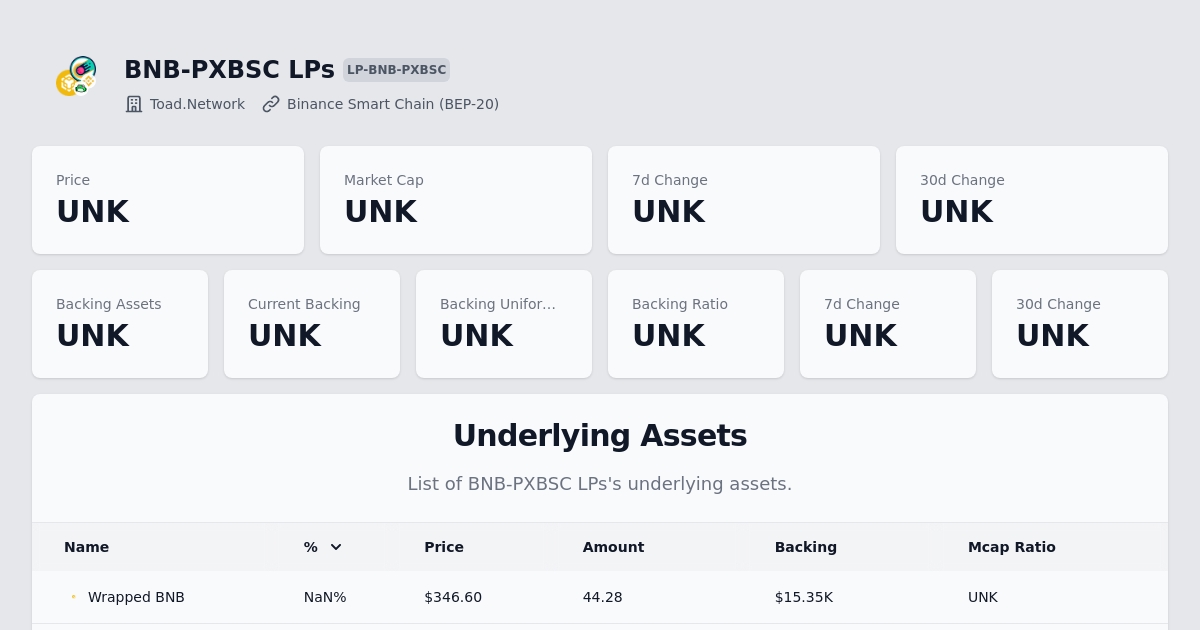 BNB-PXBSC LPs LP-BNB-PXBSC
Toad.Network Binance Smart Chain (BEP-20)
Price Market Cap 7d Change 30d Change
UNK UNK UNK UNK
Backing Assets Current Backing Backing Unifor... Backing Ratio 7d Change 30d Change
UNK UNK UNK UNK UNK UNK
Underlying Assets
List of BNB-PXBSC LPs's underlying assets.
Name % Price Amount Backing Mcap Ratio
Wrapped BNB NaN% $346.60 44.28 $15.35K UNK